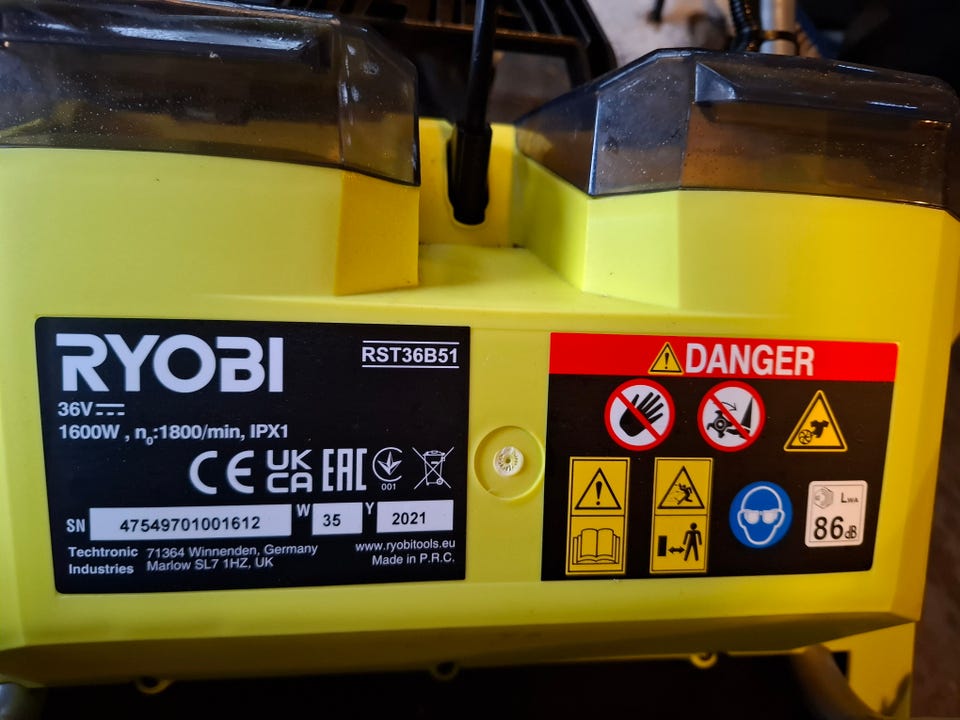 RYOBI
RST36B51
36V
1600W , n₀:1800/min, IPX1
CE UK CA EAC 001
SN 47549701001612 W 35 Y 2021
Techtronic Industries
71364 Winnenden, Germany
Marlow SL7 1HZ, UK
www.ryobitools.eu
Made in P.R.C.
DANGER
LWA
86dB